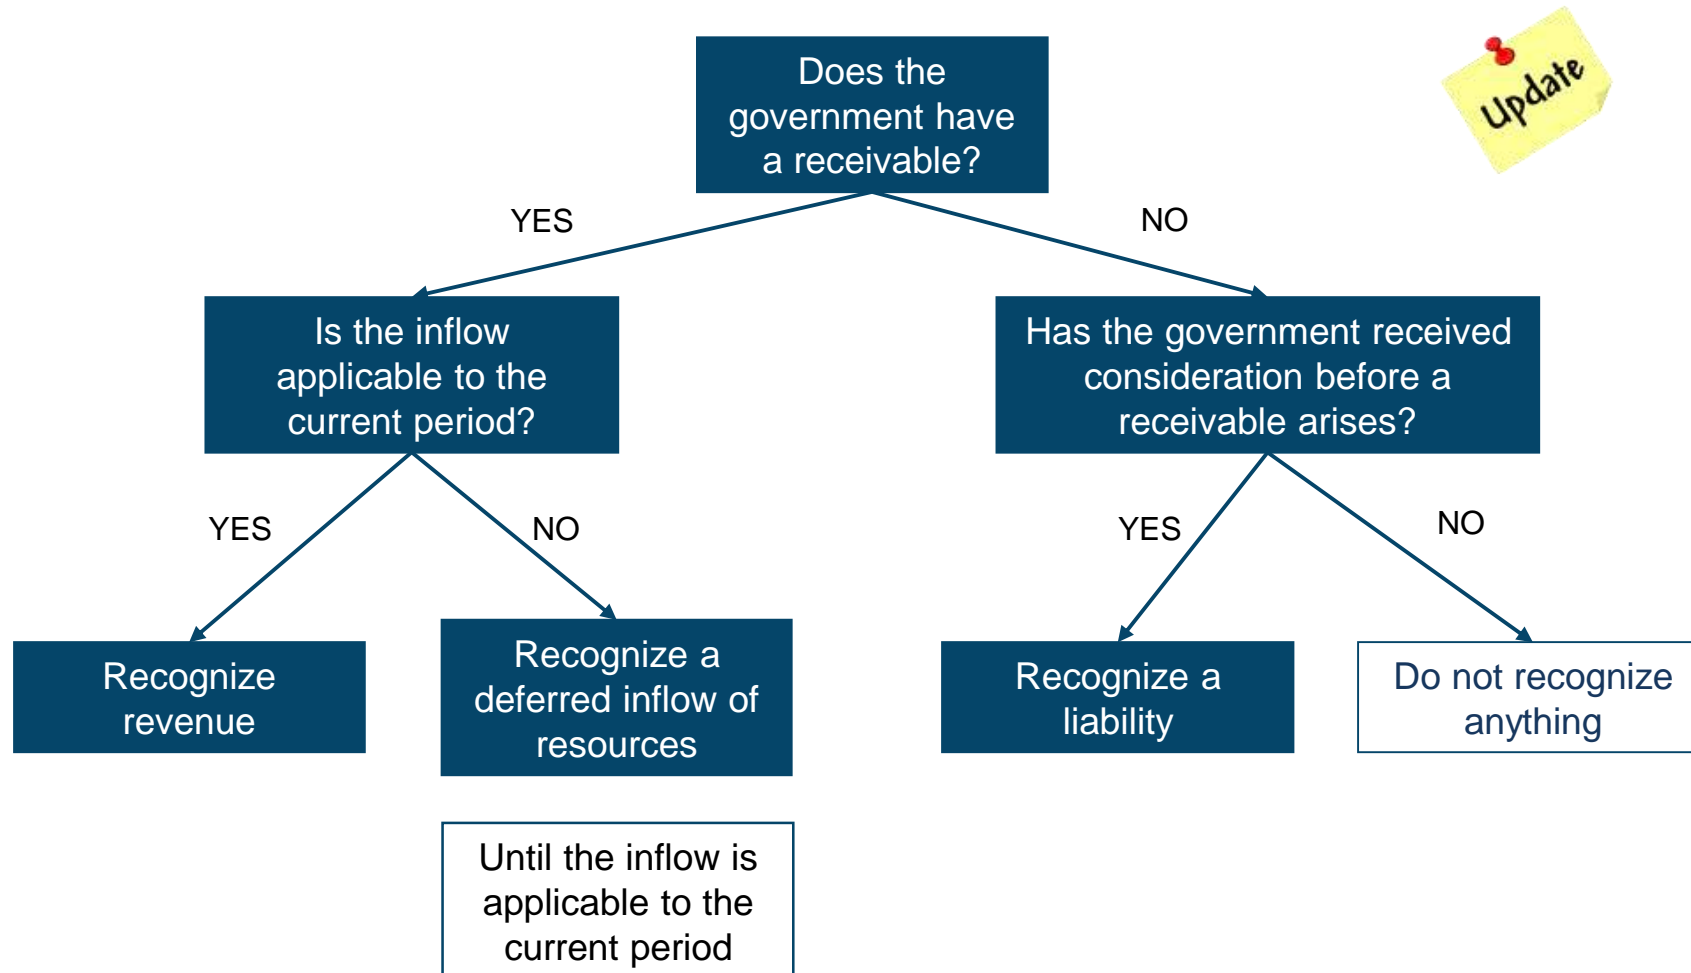 Does the
government have
a receivable?
Update
YES
NO
Is the inflow
applicable to the
current period?
Has the government received
consideration before a
receivable arises?
YES
NO
YES
NO
Recognize
revenue
Recognize a
deferred inflow of
resources
Recognize a
liability
Do not recognize
anything
Until the inflow is
applicable to the
current period